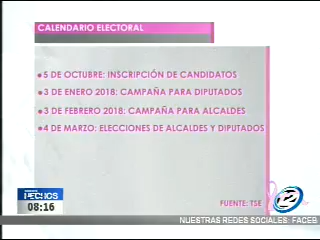 CALENDARIO ELECTORAL
5 DE OCTUBRE: INSCRIPCIÓN DE CANDIDATOS
3 DE ENERO 2018: CAMPAÑA PARA DIPUTADOS
3 DE FEBRERO 2018: CAMPAÑA PARA ALCALDES
4 DE MARZO: ELECCIONES DE ALCALDES Y DIPUTADOS
FUENTE: TSE
HECHOS
12
08:16
NUESTRAS REDES SOCIALES: FACEB